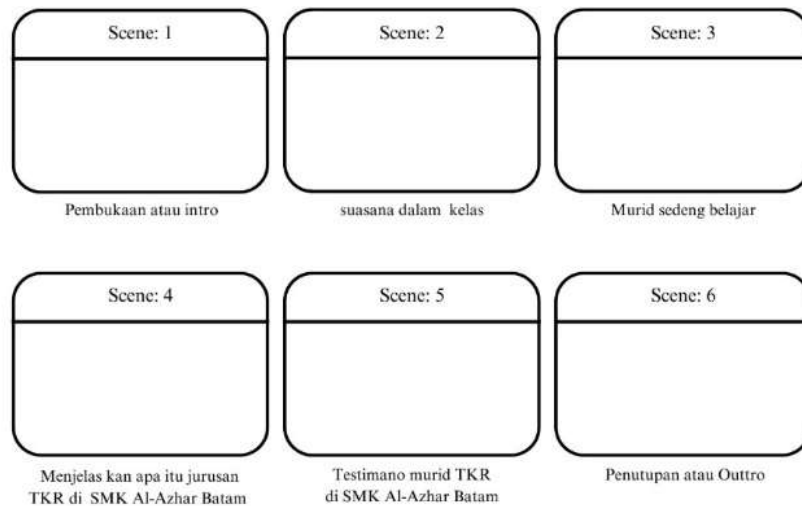 Scene: 1
Scene: 2
Scene: 3
Pembukaan atau intro
suasana dalam kelas
Murid sedeng belajar
Scene: 4
Scene: 5
Scene: 6
Menjelas kan apa itu jurusan
TKR di SMK Al-Azhar Batam
Testimano murid TKR
di SMK Al-Azhar Batam
Penutupan atau Outtro